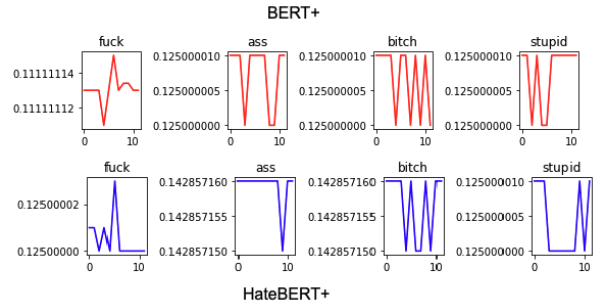 BERT+
fuck ass bitch stupid
0.11111114 0.125000010 0.125000010 0.125000010
0.125000005 0.125000005 0.125000005
0.11111112
0.125000000 0.125000000 0.125000000
0 10 0 10 0 10 0 10
fuck ass bitch stupid
0.142857160 0.142857160 0.125000010
0.12500002
0.142857155 0.142857155 0.125000005
0.12500000 0.142857150 0.142857150 0.125000000
0 10 0 10 0 10 0 10
HateBERT+